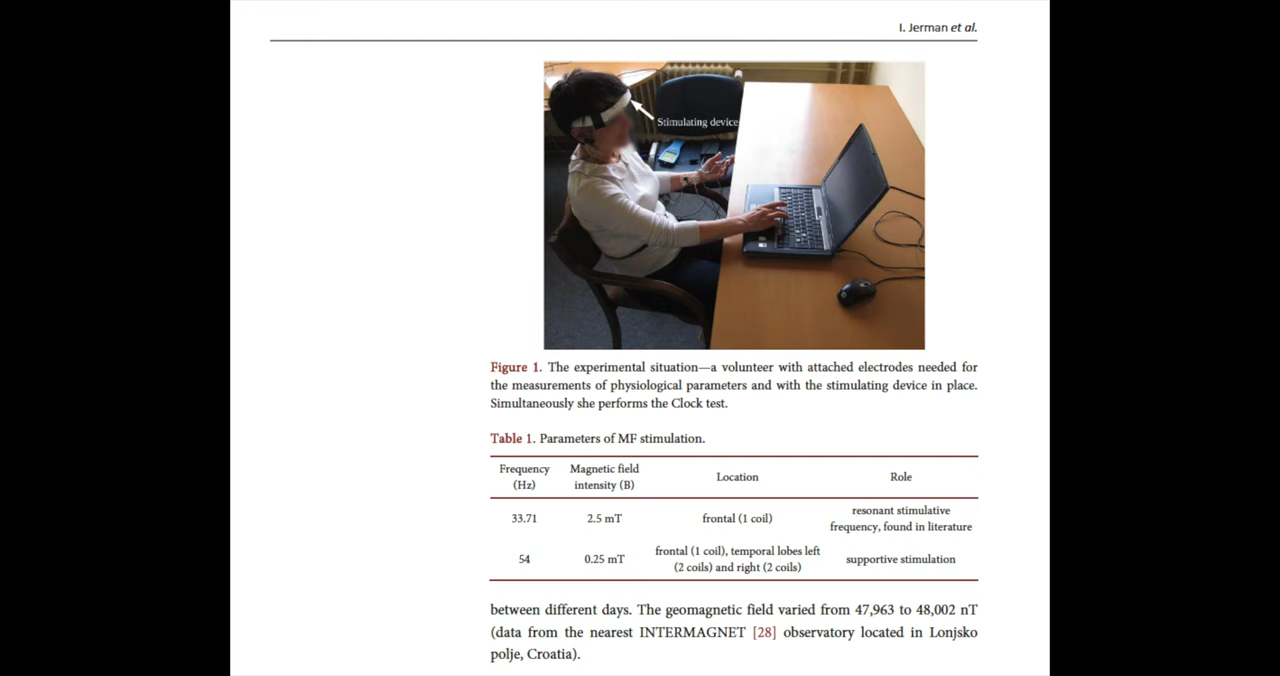 I. Jerman et al.
Stimulating device
Figure 1. The experimental situation—a volunteer with attached electrodes needed for
the measurements of physiological parameters and with the stimulating device in place.
Simultaneously she performs the Clock test.
Table 1. Parameters of MF stimulation.
Frequency (Hz) Magnetic field intensity (B) Location Role
33.71 2.5 mT frontal (1 coil) resonant stimulative frequency, found in literature
54 0.25 mT frontal (1 coil), temporal lobes left (2 coils) and right (2 coils) supportive stimulation
between different days. The geomagnetic field varied from 47,963 to 48,002 nT
(data from the nearest INTERMAGNET [28] observatory located in Lonjsko
polje, Croatia).